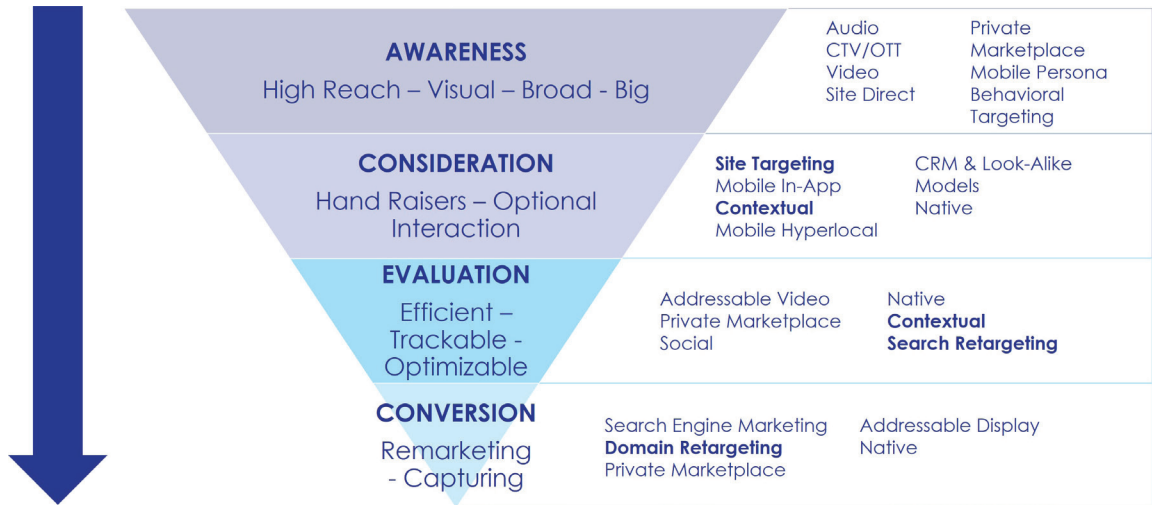 AWARENESS
High Reach – Visual – Broad - Big
Audio
CTV/OTT
Video
Site Direct
Private
Marketplace
Mobile Persona
Behavioral
Targeting
CONSIDERATION
Hand Raisers – Optional
Interaction
Site Targeting
Mobile In-App
Contextual
Mobile Hyperlocal
CRM & Look-Alike
Models
Native
EVALUATION
Efficient –
Trackable -
Optimizable
Addressable Video
Private Marketplace
Social
Native
Contextual
Search Retargeting
CONVERSION
Remarketing
- Capturing
Search Engine Marketing
Domain Retargeting
Private Marketplace
Addressable Display
Native